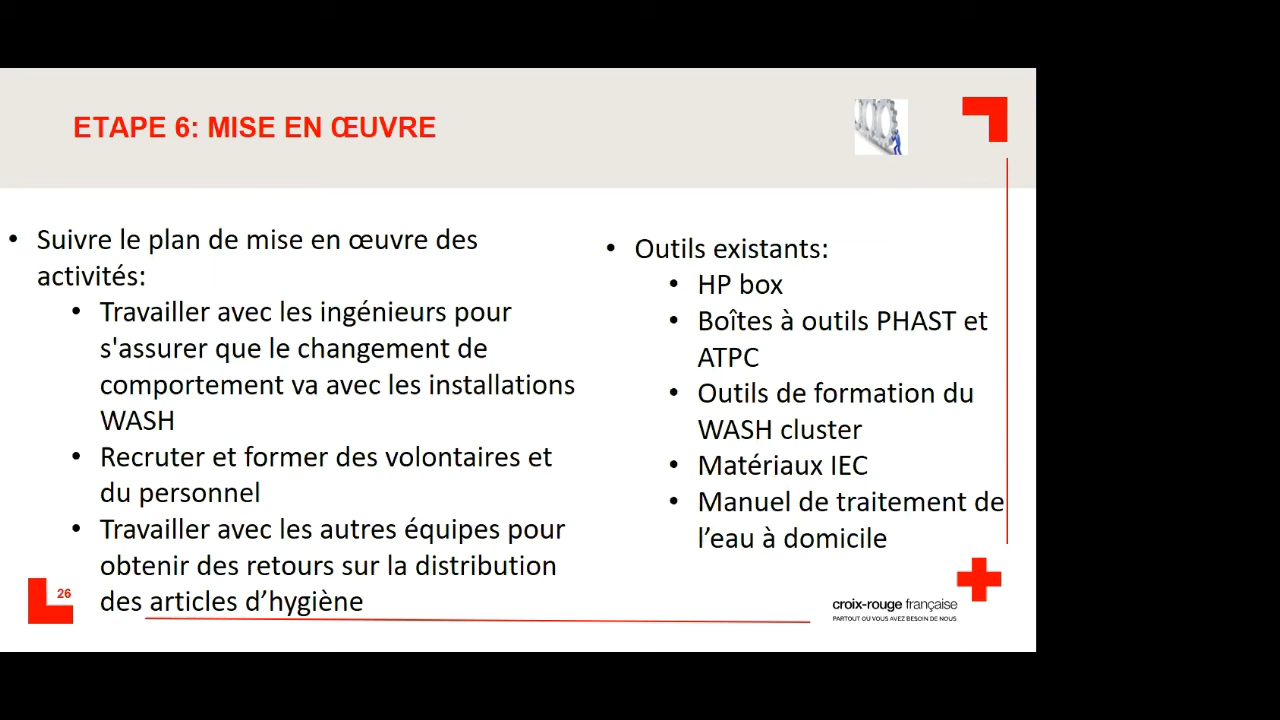 ETAPE 6: MISE EN ŒUVRE
• Suivre le plan de mise en œuvre des
activités:
• Travailler avec les ingénieurs pour
s'assurer que le changement de
comportement va avec les installations
WASH
• Recruter et former des volontaires et
du personnel
• Travailler avec les autres équipes pour
obtenir des retours sur la distribution
des articles d’hygiène
• Outils existants:
• HP box
• Boîtes à outils PHAST et
ATPC
• Outils de formation du
WASH cluster
• Matériaux IEC
• Manuel de traitement de
l’eau à domicile
26
croix-rouge française
PARTOUT OÙ VOUS AVEZ BESOIN DE NOUS